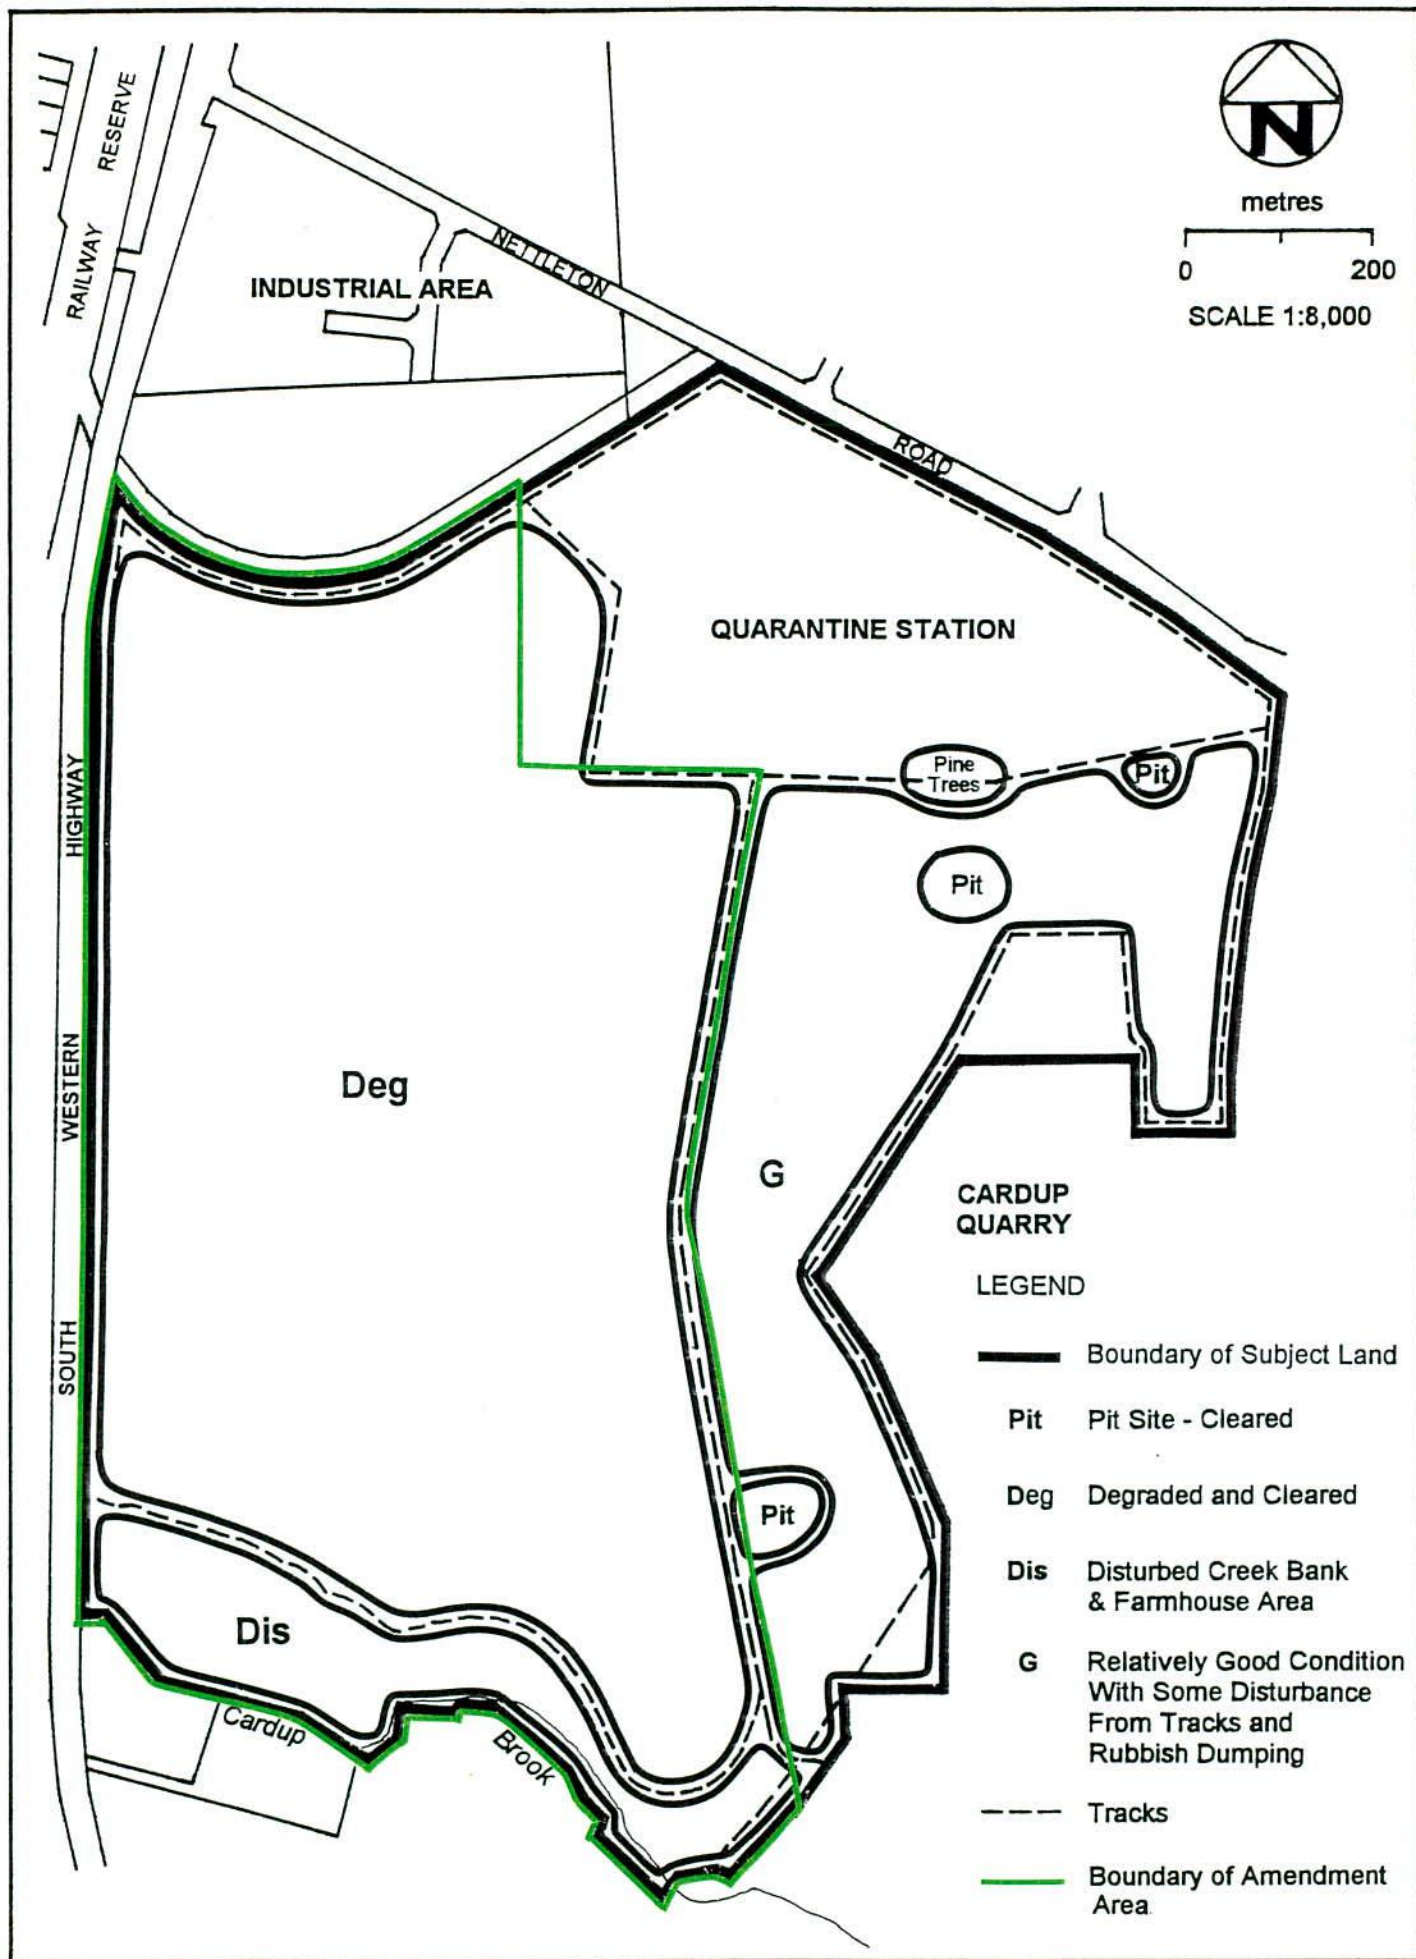 RAILWAY RESERVE
N
metres
0 200
SCALE 1:8,000
NETTLETON
INDUSTRIAL AREA
ROAD
QUARANTINE STATION
Pine
Trees
Pit
Pit
SOUTH WESTERN HIGHWAY
Deg
G
CARDUP
QUARRY
LEGEND
Boundary of Subject Land
Pit Pit Site - Cleared
Deg Degraded and Cleared
Pit
Dis Disturbed Creek Bank
& Farmhouse Area
Dis
G Relatively Good Condition
With Some Disturbance
From Tracks and
Rubbish Dumping
Cardup
Brook
Tracks
Boundary of Amendment
Area